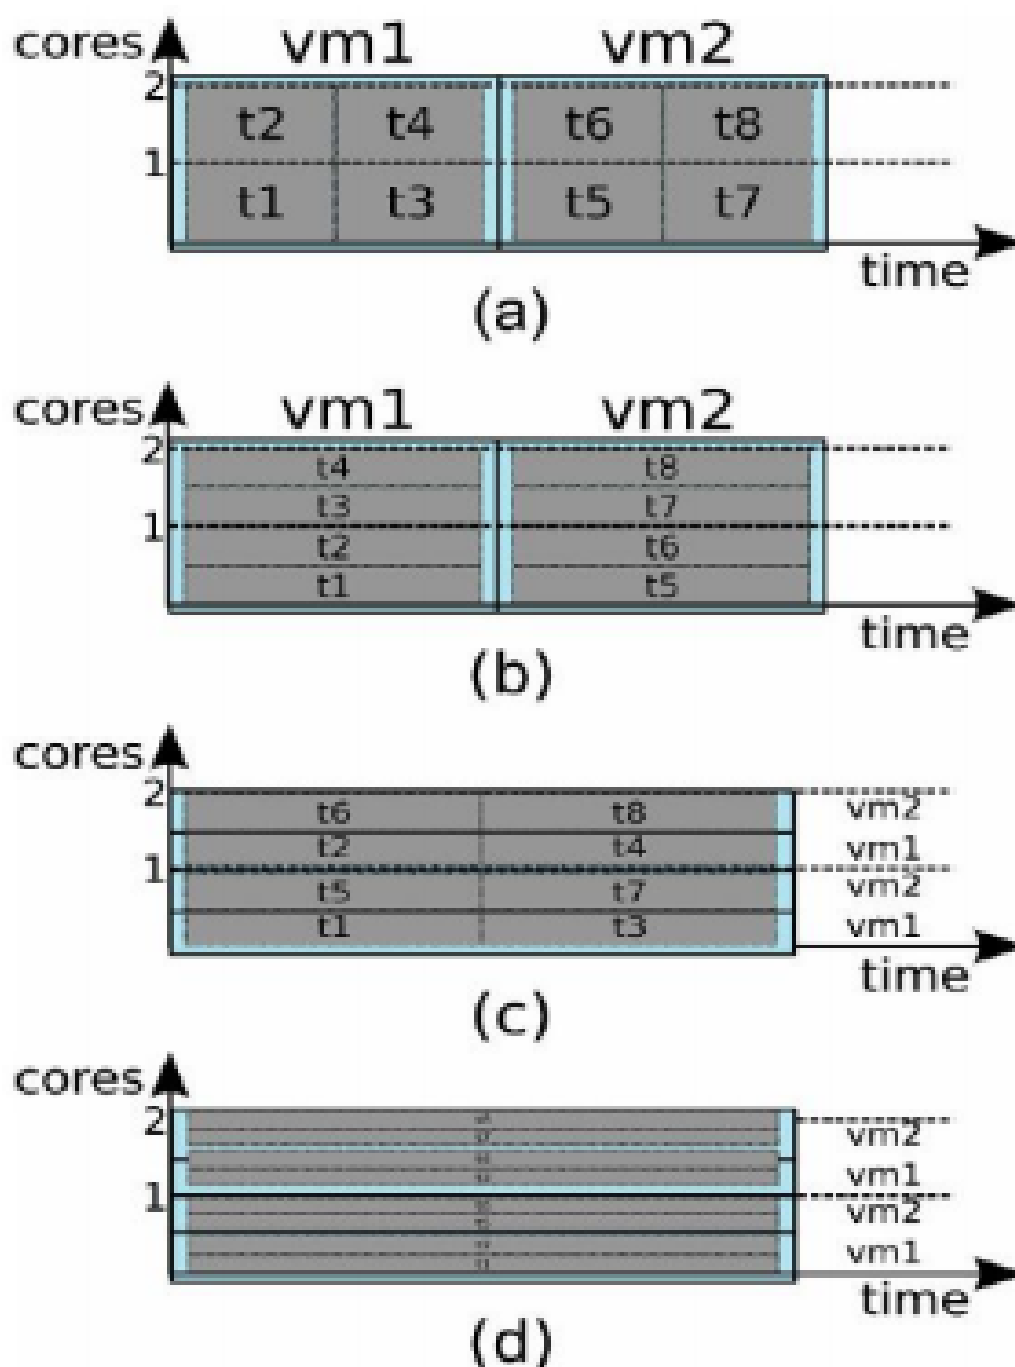 cores vm1 vm2
2
t2 t4 t6 t8
1
t1 t3 t5 t7
time
(a)
cores vm1 vm2
2
t4 t8
t3 t7
1
t2 t6
t1 t5
time
(b)
cores
2
t6 t8 vm2
t2 t4 vm1
1
t5 t7 vm2
t1 t3 vm1
time
(c)
cores
2
vm2
vm1
1
vm2
vm1
time
(d)